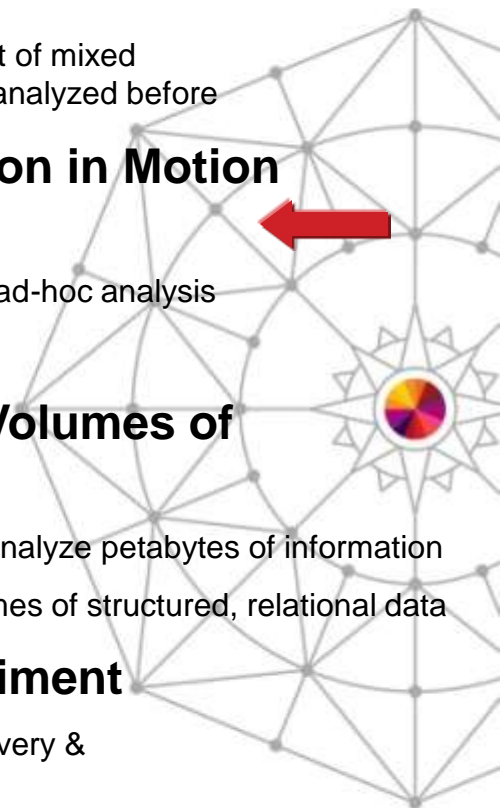 t of mixed
analyzed before
on in Motion
ad-hoc analysis
Volumes of
nalyze petabytes of information
nes of structured, relational data
iment
very &